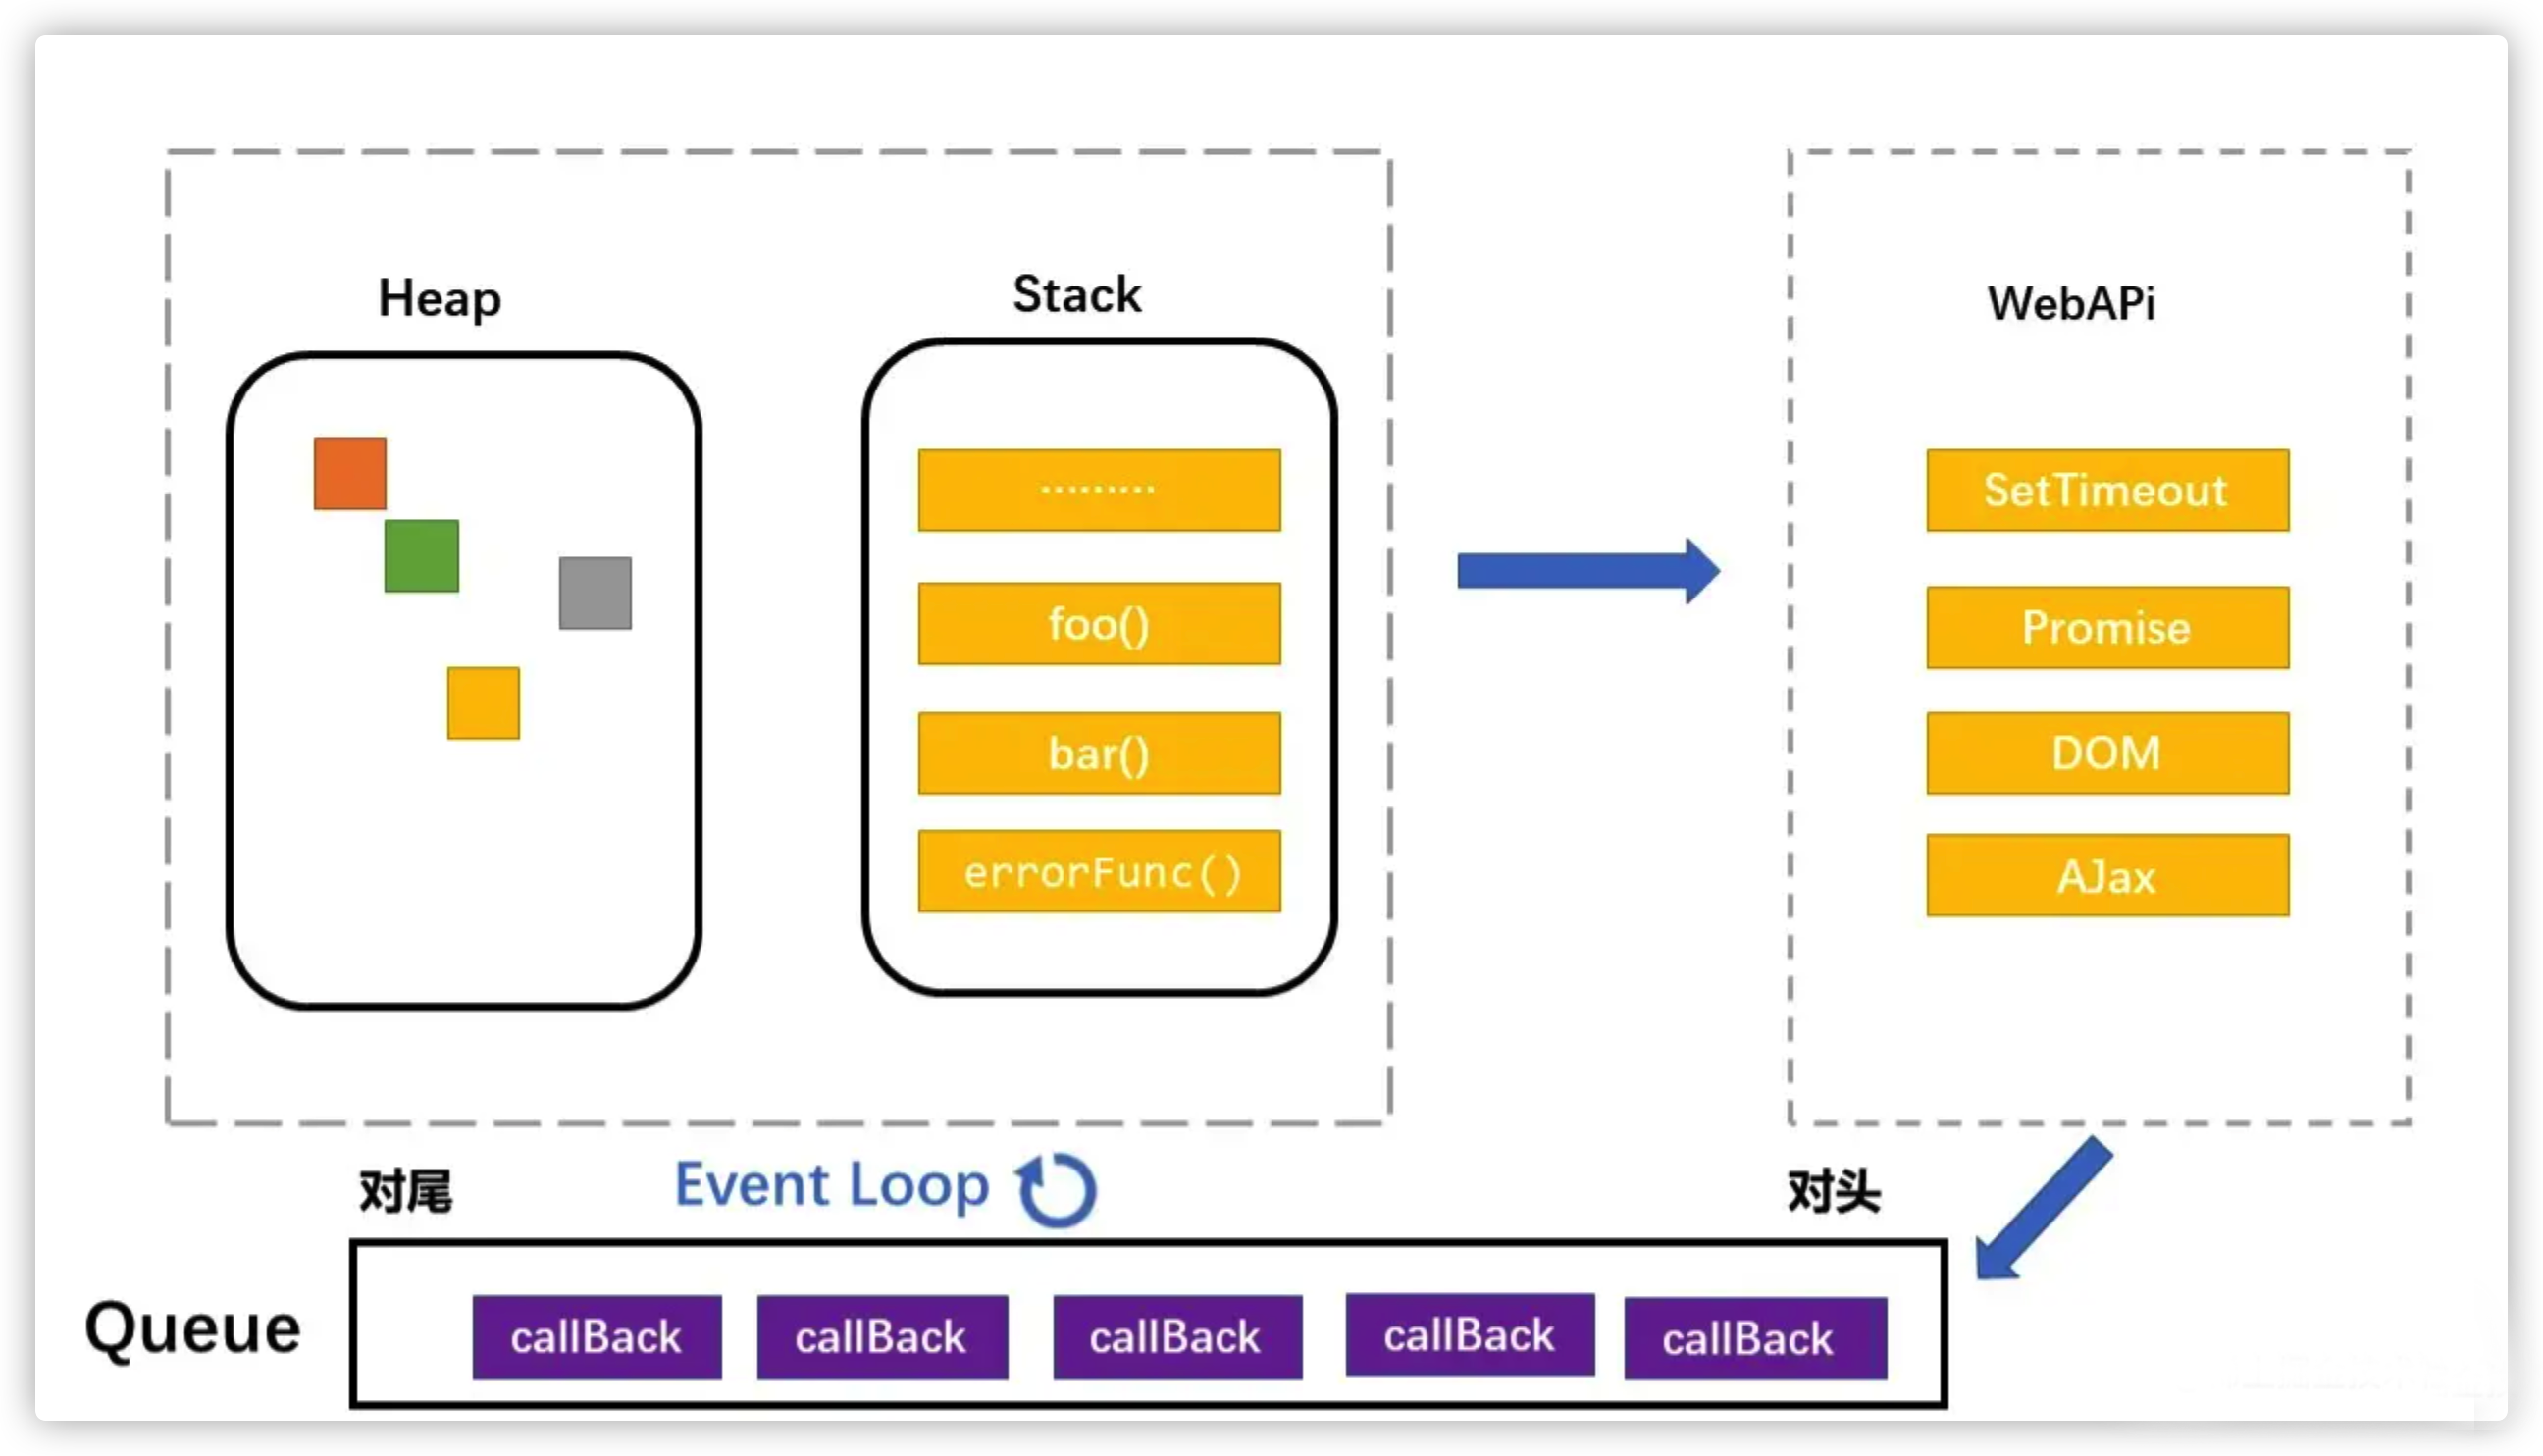 Heap
Stack
WebAPi
.........
foo()
bar()
errorFunc()
SetTimeout
Promise
DOM
AJax
对尾
Event Loop
对头
Queue
callBack
callBack
callBack
callBack
callBack